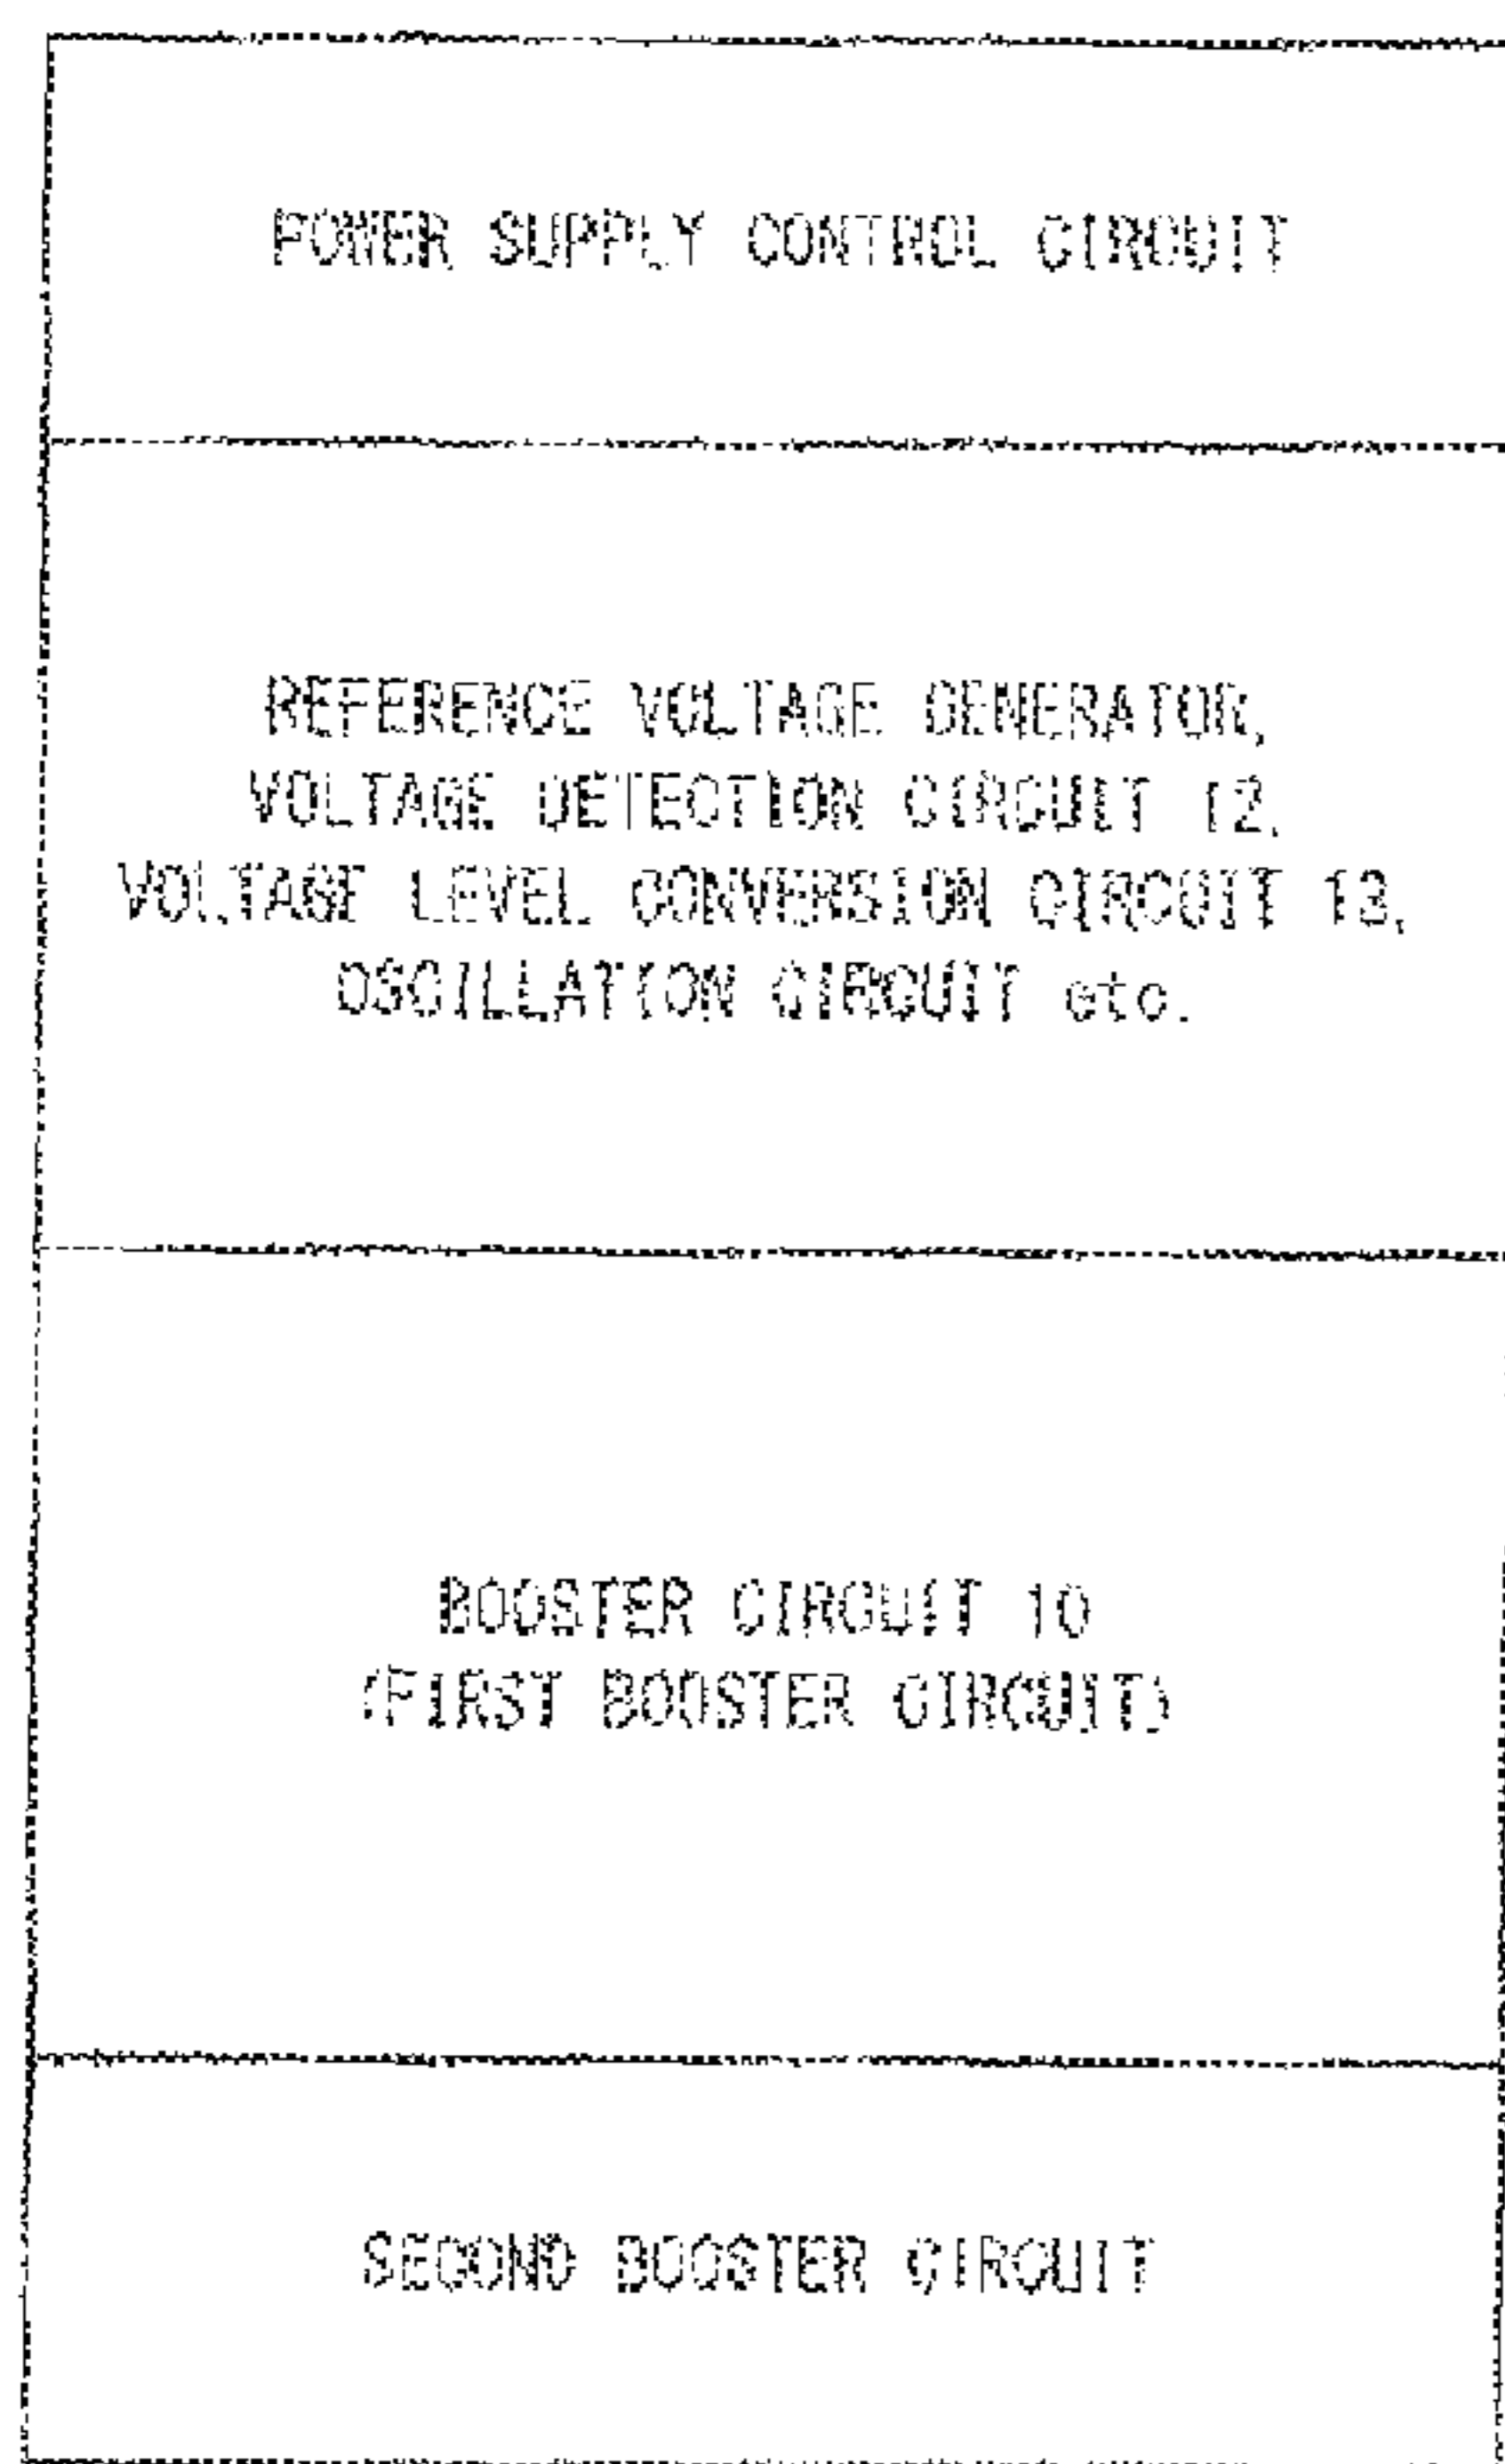 POWER SUPPLY CONTROL CIRCUIT
REFERENCE VOLTAGE GENERATOR,
VOLTAGE DETECTION CIRCUIT 12,
VOLTAGE LEVEL CONVERSION CIRCUIT 13,
OSCILLATION CIRCUIT etc.
BOOSTER CIRCUIT 10
(FIRST BOOSTER CIRCUIT)
SECOND BOOSTER CIRCUIT